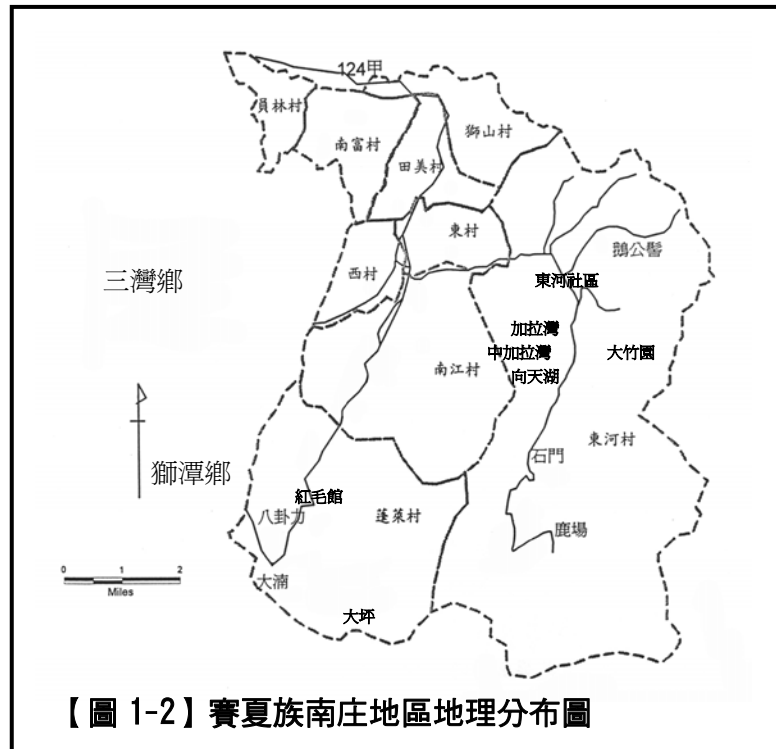 124甲
員林村
南富村
獅山村
田美村
東村
西村
鵝公髻
東河社區
三灣鄉
加拉灣
中加拉灣
大竹園
向天湖
南江村
東河村
石門
獅潭鄉
紅毛館
八卦力
蓬萊村
鹿場
0 1 2
Miles
大湳
大坪
【圖 1-2】賽夏族南庄地區地理分布圖